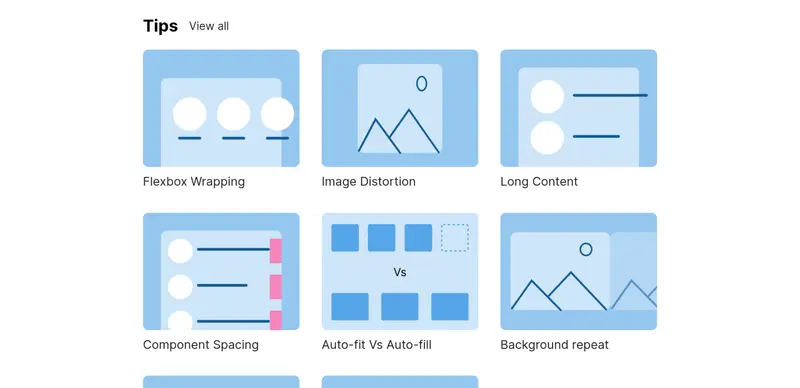 Tips View all
Flexbox Wrapping
Image Distortion
Long Content
Component Spacing
Vs
Auto-fit Vs Auto-fill
Background repeat